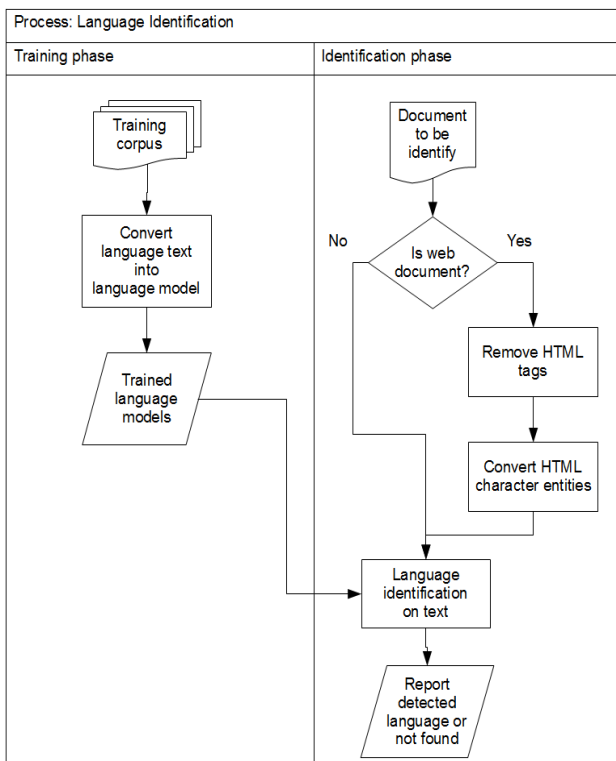 Process: Language Identification
Training phase
Identification phase
Training
corpus
Convert
language text
into
language model
Trained
language
models
Document
to be
identify
No
Yes
Is web
document?
Remove HTML
tags
Convert HTML
character entities
Language
identification
on text
Report
detected
language or
not found